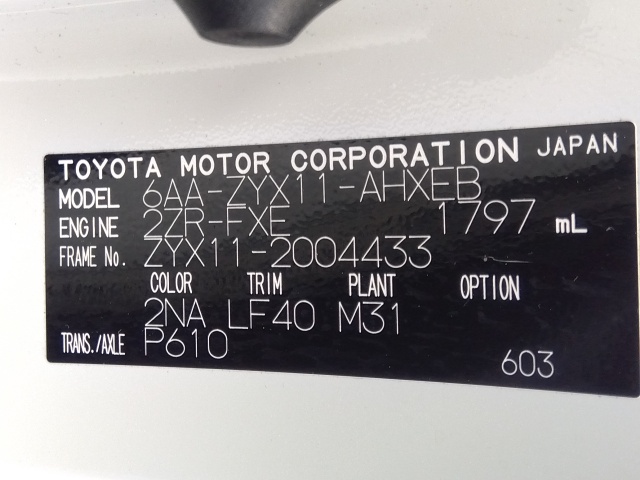 TOYOTA MOTOR CORPORATION JAPAN
MODEL 6AA-ZYX11-AHXEB
ENGINE 2ZR-FXE 1797 mL
FRAME No. ZYX11-2004433
COLOR TRIM PLANT OPTION
2NA LF40 M31
TRANS./AXLE P610
603